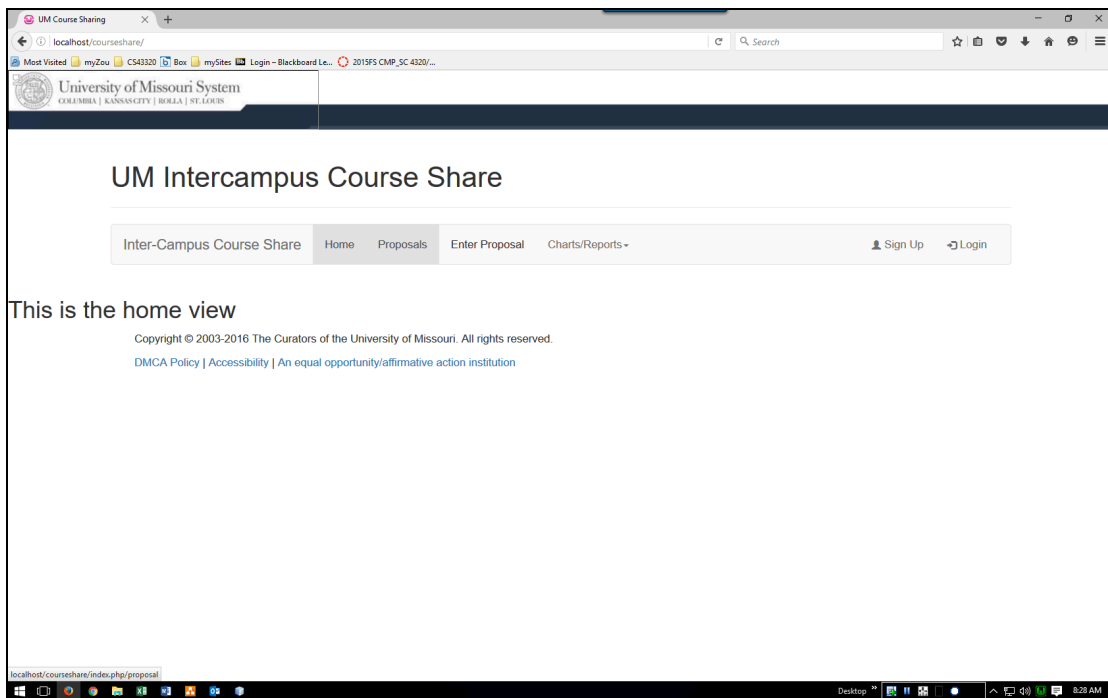 UM Course Sharing
localhost/courseshare/
Search
Most Visited myZou CS43320 Box mySites Login – Blackboard Le... 2015FS CMP_SC 4320/...
University of Missouri System
COLUMBIA | KANSAS CITY | ROLLA | ST. LOUIS
UM Intercampus Course Share
Inter-Campus Course Share Home Proposals Enter Proposal Charts/Reports Sign Up Login
This is the home view
Copyright © 2003-2016 The Curators of the University of Missouri. All rights reserved.
DMCA Policy | Accessibility | An equal opportunity/affirmative action institution
localhost/courseshare/index.php/proposal
Desktop 8:28 AM